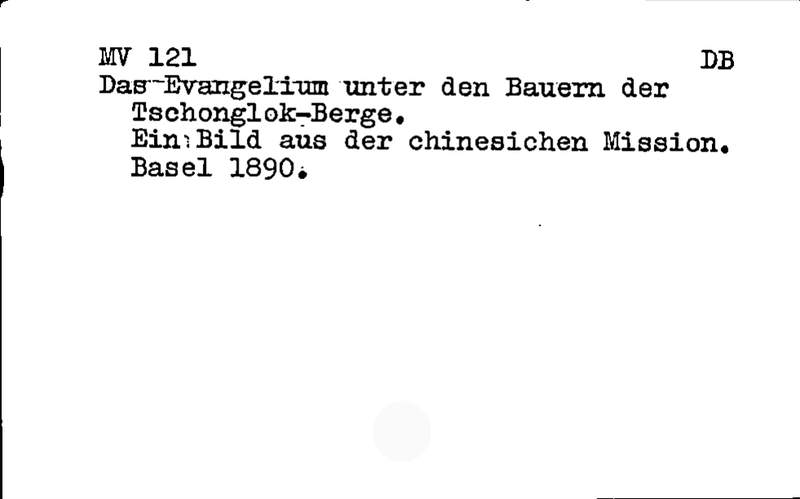 MV 121 DB
Das Evangelium unter den Bauern der
Tschonglok-Berge.
Ein Bild aus der chinesichen Mission.
Basel 1890.